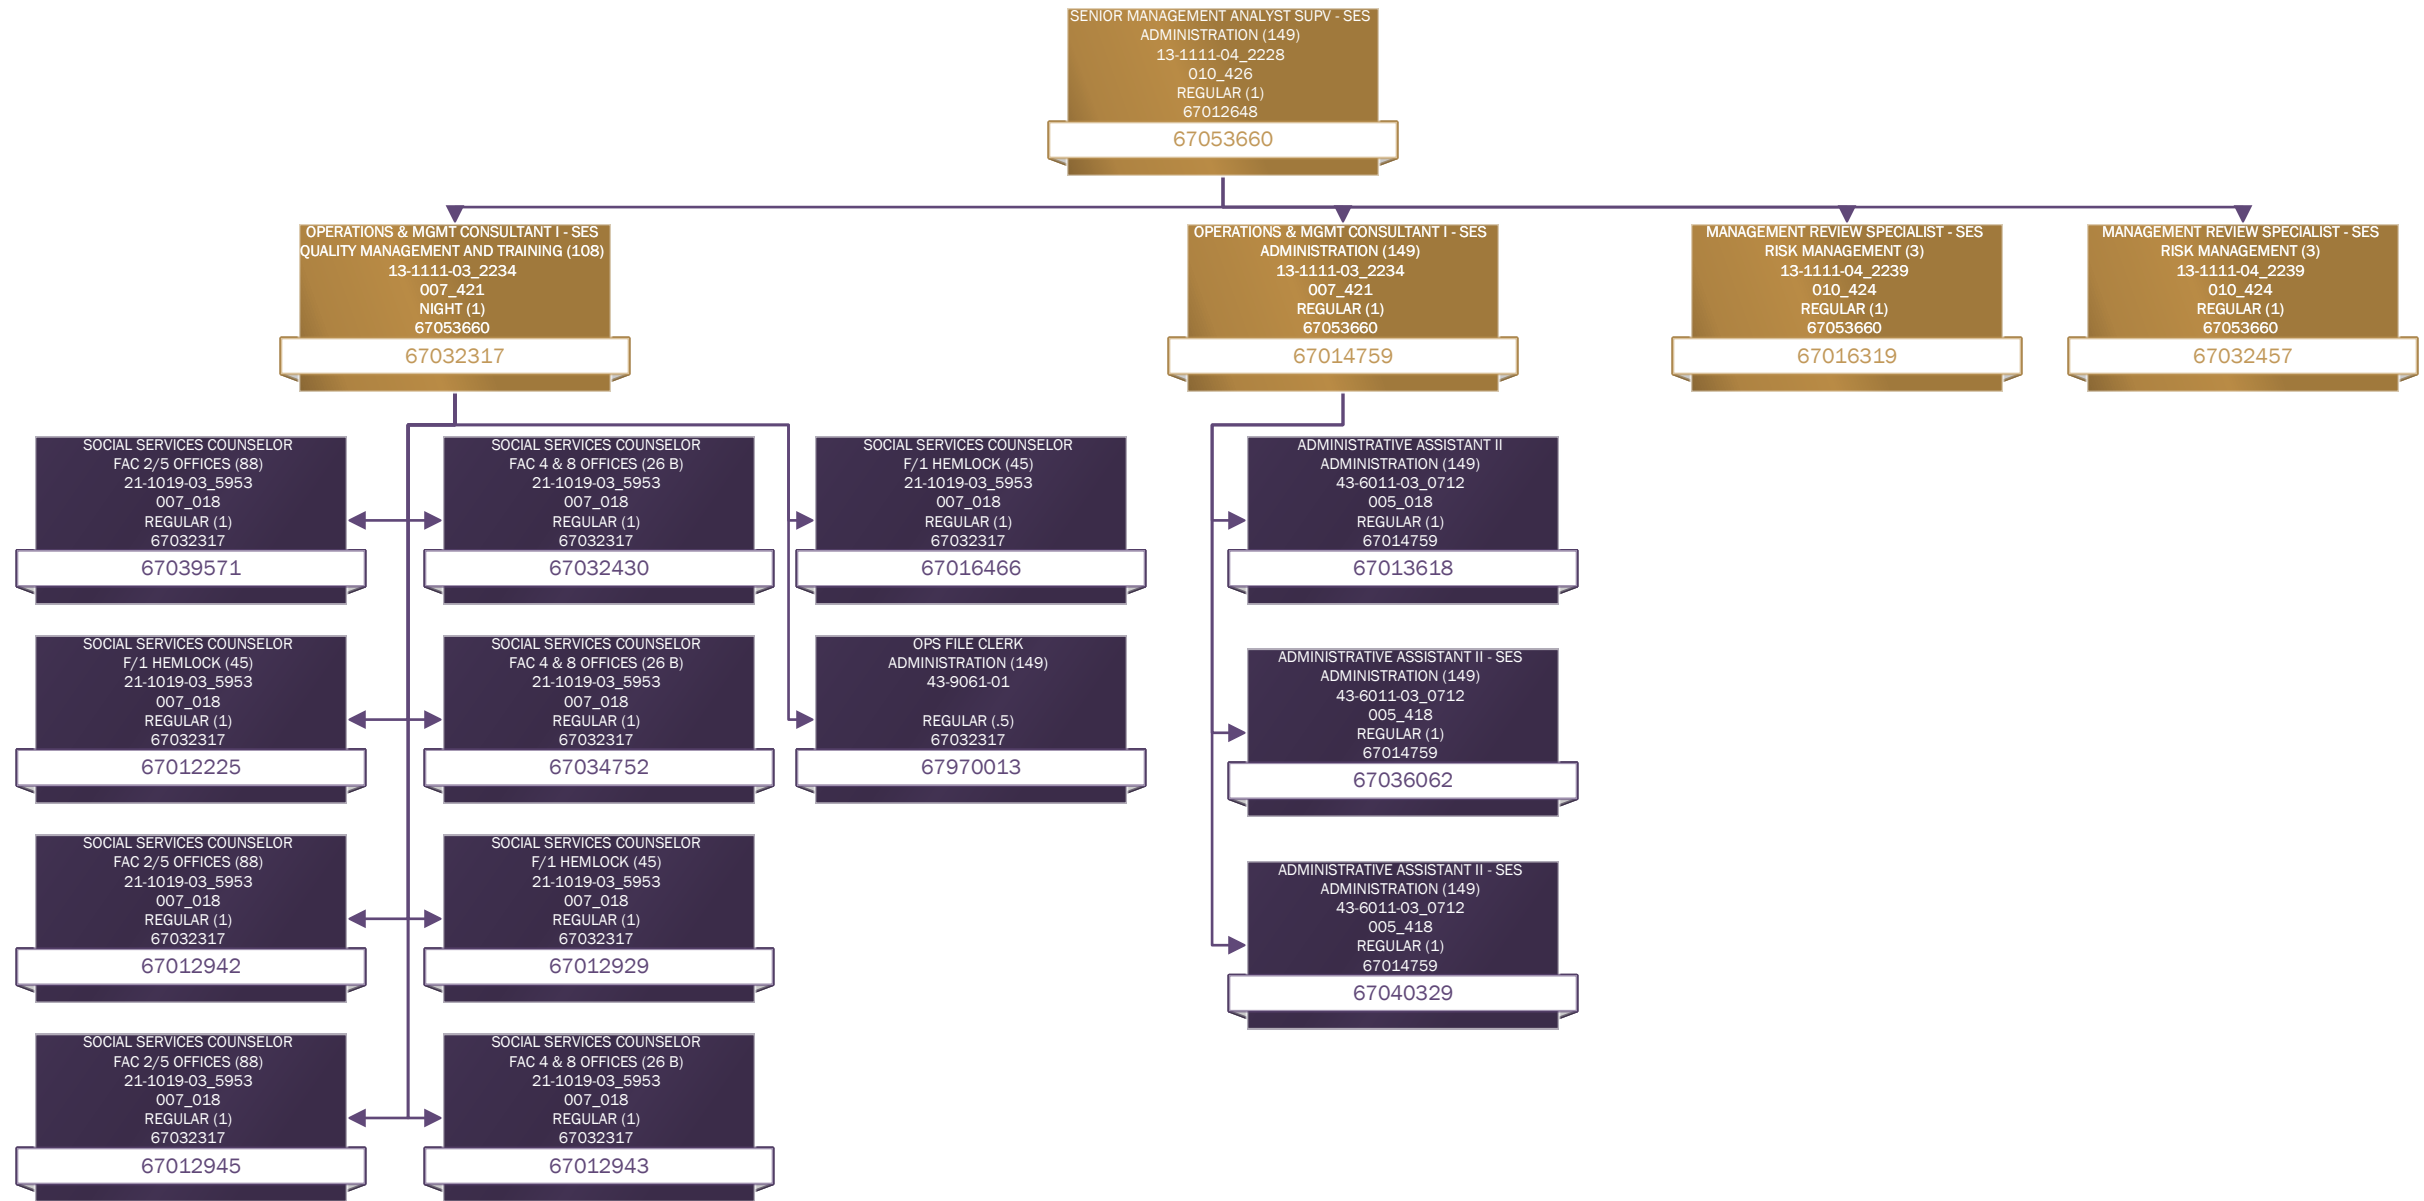 SENIOR MANAGEMENT ANALYST SUPV - SES
ADMINISTRATION (149)
13-1111-04_2228
010_426
REGULAR (1)
67012648
67053660
OPERATIONS & MGMT CONSULTANT I - SES
QUALITY MANAGEMENT AND TRAINING (108)
13-1111-03_2234
007_421
NIGHT (1)
67053660
67032317
OPERATIONS & MGMT CONSULTANT I - SES
ADMINISTRATION (149)
13-1111-03_2234
007_421
REGULAR (1)
67053660
67014759
MANAGEMENT REVIEW SPECIALIST - SES
RISK MANAGEMENT (3)
13-1111-04_2239
010_424
REGULAR (1)
67053660
67016319
MANAGEMENT REVIEW SPECIALIST - SES
RISK MANAGEMENT (3)
13-1111-04_2239
010_424
REGULAR (1)
67053660
67032457
SOCIAL SERVICES COUNSELOR
FAC 2/5 OFFICES (88)
21-1019-03_5953
007_018
REGULAR (1)
67032317
67039571
SOCIAL SERVICES COUNSELOR
FAC 4 & 8 OFFICES (26 B)
21-1019-03_5953
007_018
REGULAR (1)
67032317
67032430
SOCIAL SERVICES COUNSELOR
F/1 HEMLOCK (45)
21-1019-03_5953
007_018
REGULAR (1)
67032317
67016466
ADMINISTRATIVE ASSISTANT II
ADMINISTRATION (149)
43-6011-03_0712
005_018
REGULAR (1)
67014759
67013618
SOCIAL SERVICES COUNSELOR
F/1 HEMLOCK (45)
21-1019-03_5953
007_018
REGULAR (1)
67032317
67012225
SOCIAL SERVICES COUNSELOR
FAC 4 & 8 OFFICES (26 B)
21-1019-03_5953
007_018
REGULAR (1)
67032317
67034752
OPS FILE CLERK
ADMINISTRATION (149)
43-9061-01
REGULAR (.5)
67032317
67970013
ADMINISTRATIVE ASSISTANT II - SES
ADMINISTRATION (149)
43-6011-03_0712
005_418
REGULAR (1)
67014759
67036062
SOCIAL SERVICES COUNSELOR
FAC 2/5 OFFICES (88)
21-1019-03_5953
007_018
REGULAR (1)
67032317
67012942
SOCIAL SERVICES COUNSELOR
F/1 HEMLOCK (45)
21-1019-03_5953
007_018
REGULAR (1)
67032317
67012929
ADMINISTRATIVE ASSISTANT II - SES
ADMINISTRATION (149)
43-6011-03_0712
005_418
REGULAR (1)
67014759
67040329
SOCIAL SERVICES COUNSELOR
FAC 2/5 OFFICES (88)
21-1019-03_5953
007_018
REGULAR (1)
67032317
67012945
SOCIAL SERVICES COUNSELOR
FAC 4 & 8 OFFICES (26 B)
21-1019-03_5953
007_018
REGULAR (1)
67032317
67012943